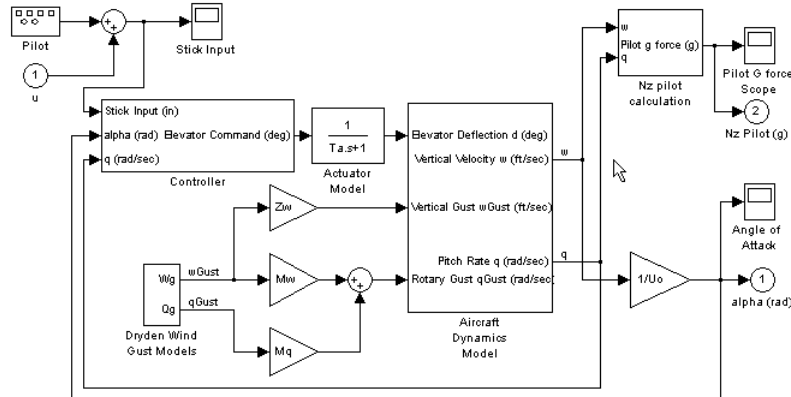 Pilot
Stick Input
1
u
w
Pilot g force (g)
q
Nz pilot
calculation
Pilot G force
Scope
2
Nz Pilot (g)
Stick Input (in)
alpha (rad)
Elevator Command (deg)
q (rad/sec)
Controller
1
Ta.s+1
Actuator
Model
Elevator Deflection d (deg)
Vertical Velocity w (ft/sec)
w
Vertical Gust wGust (ft/sec)
Pitch Rate q (rad/sec)
q
Rotary Gust qGust (rad/sec)
Aircraft
Dynamics
Model
Zw
Mw
Mq
Wg
wGust
Qg
qGust
Dryden Wind
Gust Models
1/Uo
Angle of
Attack
1
alpha (rad)